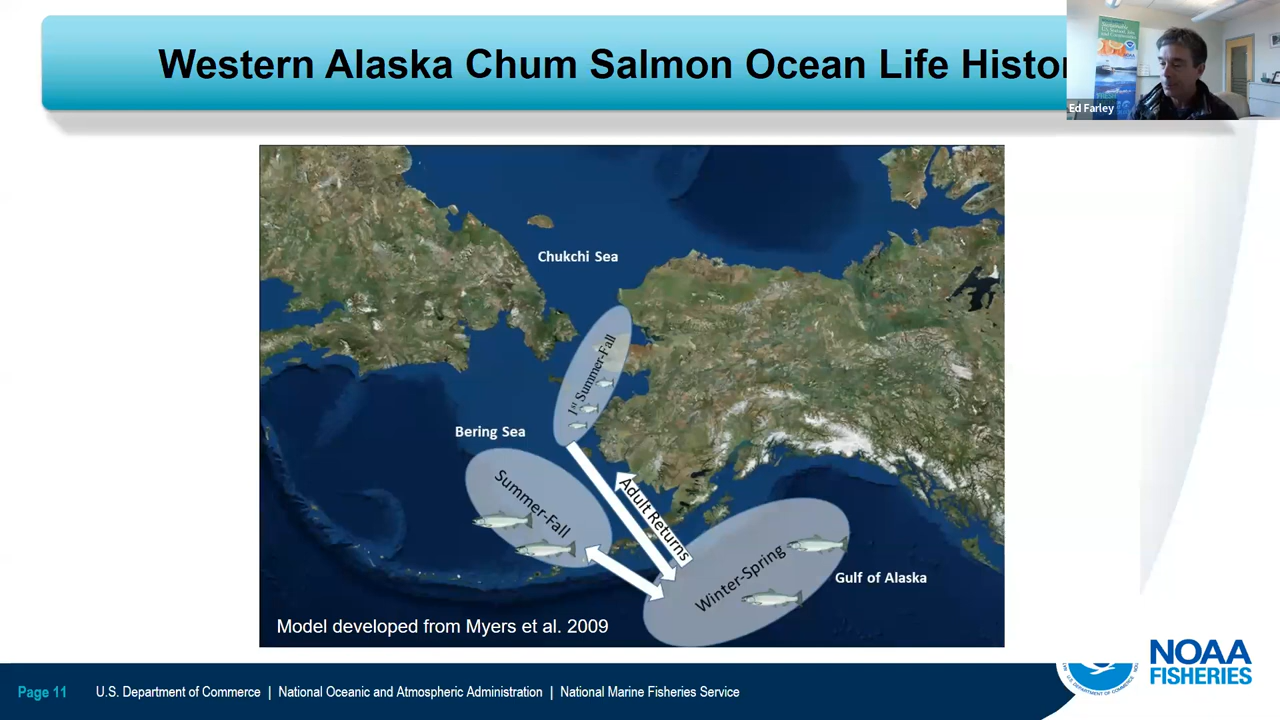 Western Alaska Chum Salmon Ocean Life Histor
Ed Farley
Chukchi Sea
1st Summer-Fall
Bering Sea
Summer-Fall
Adult Returns
Winter-Spring
Gulf of Alaska
Model developed from Myers et al. 2009
NOAA
FISHERIES
Page 11 U.S. Department of Commerce | National Oceanic and Atmospheric Administration | National Marine Fisheries Service